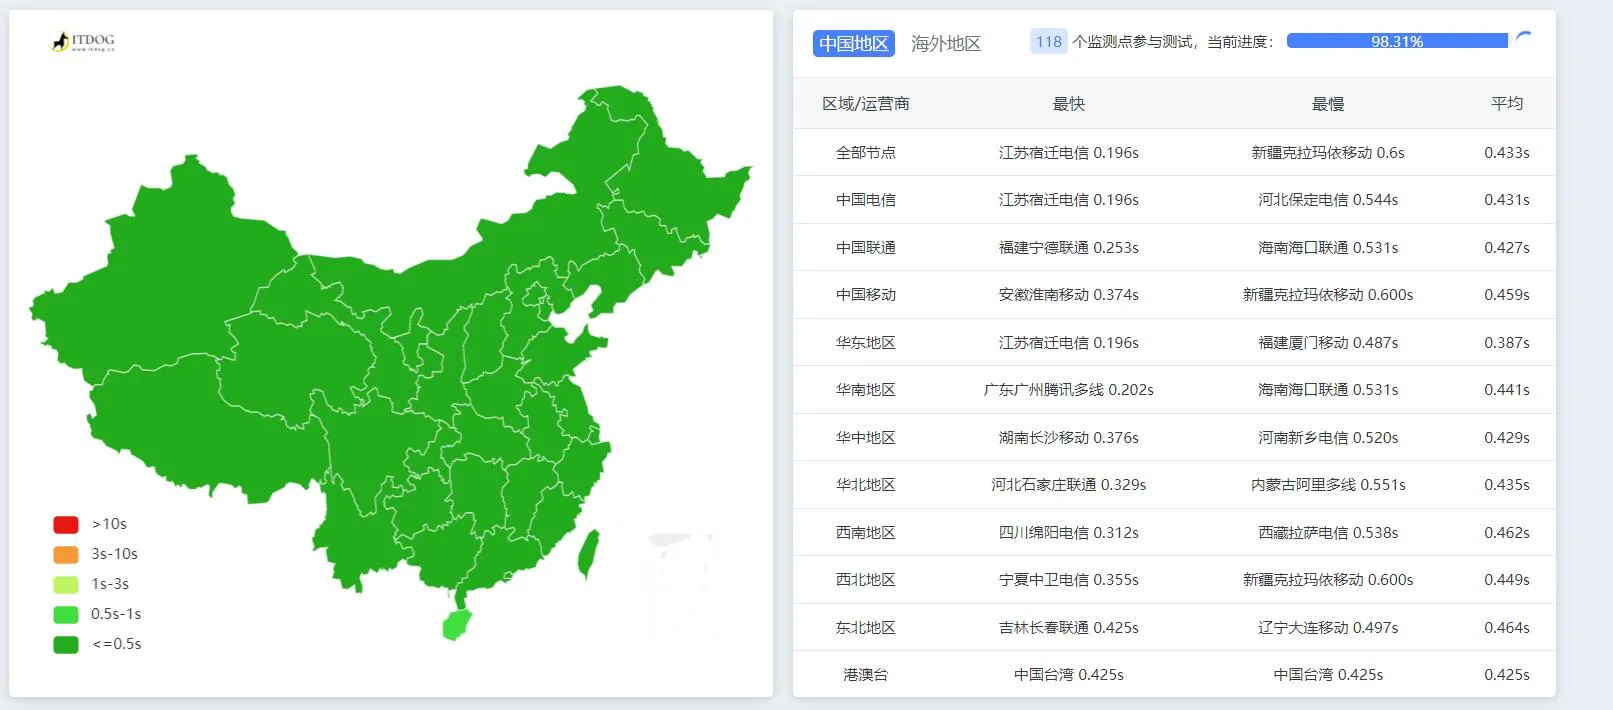 ITDOG
www.itdog.cn
>10s
3s-10s
1s-3s
0.5s-1s
<=0.5s
中国地区 海外地区 118 个监测点参与测试，当前进度： 98.31%
区域/运营商 最快 最慢 平均
全部节点 江苏宿迁电信 0.196s 新疆克拉玛依移动 0.6s 0.433s
中国电信 江苏宿迁电信 0.196s 河北保定电信 0.544s 0.431s
中国联通 福建宁德联通 0.253s 海南海口联通 0.531s 0.427s
中国移动 安徽淮南移动 0.374s 新疆克拉玛依移动 0.600s 0.459s
华东地区 江苏宿迁电信 0.196s 福建厦门移动 0.487s 0.387s
华南地区 广东广州腾讯多线 0.202s 海南海口联通 0.531s 0.441s
华中地区 湖南长沙移动 0.376s 河南新乡电信 0.520s 0.429s
华北地区 河北石家庄联通 0.329s 内蒙古阿里多线 0.551s 0.435s
西南地区 四川绵阳电信 0.312s 西藏拉萨电信 0.538s 0.462s
西北地区 宁夏中卫电信 0.355s 新疆克拉玛依移动 0.600s 0.449s
东北地区 吉林长春联通 0.425s 辽宁大连移动 0.497s 0.464s
港澳台 中国台湾 0.425s 中国台湾 0.425s 0.425s